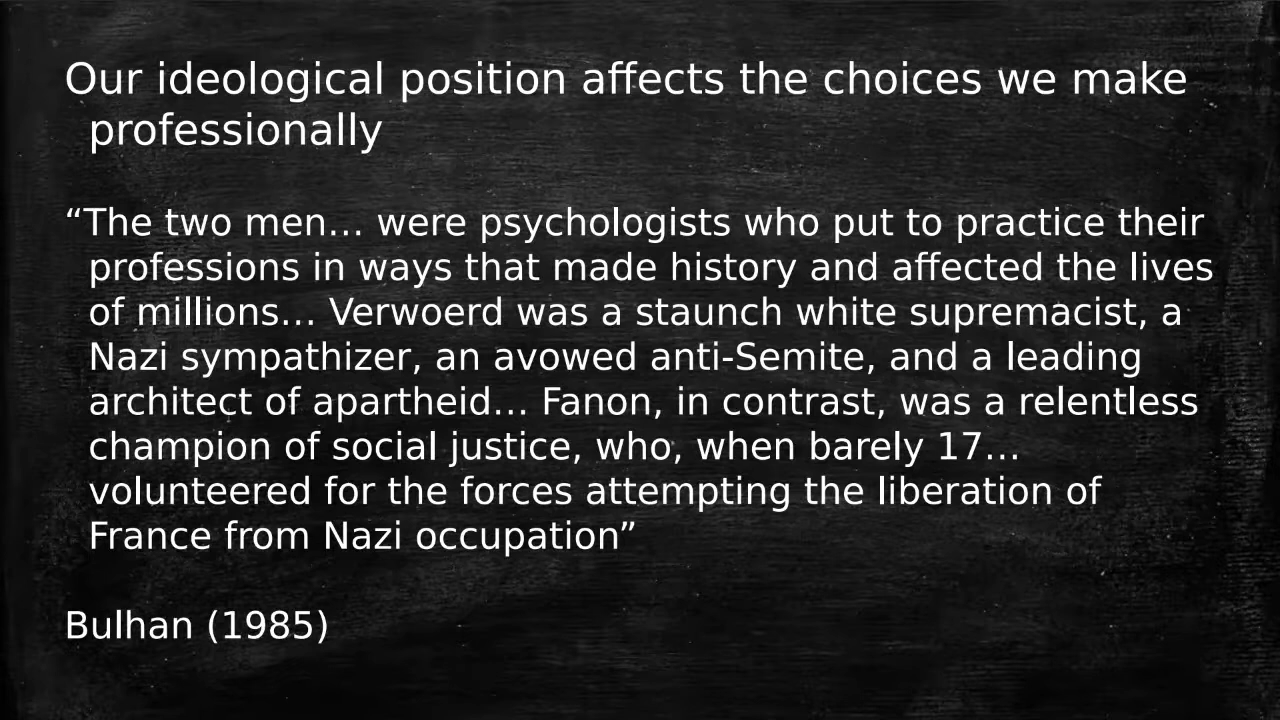 Our ideological position affects the choices we make
professionally
“The two men… were psychologists who put to practice their
professions in ways that made history and affected the lives
of millions… Verwoerd was a staunch white supremacist, a
Nazi sympathizer, an avowed anti-Semite, and a leading
architect of apartheid… Fanon, in contrast, was a relentless
champion of social justice, who, when barely 17…
volunteered for the forces attempting the liberation of
France from Nazi occupation”
Bulhan (1985)